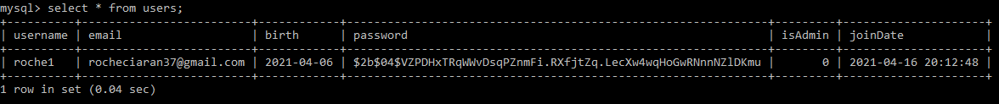 mysql> select * from users;
+----------+-------------------------+------------+--------------------------------------------------------------+---------+---------------------+
| username | email                   | birth      | password                                                     | isAdmin | joinDate            |
+----------+-------------------------+------------+--------------------------------------------------------------+---------+---------------------+
| roche1   | rocheciaran37@gmail.com | 2021-04-06 | $2b$04$VZPDHxTRqWWvDsqPZnmFi.RXfjtZq.LecXw4wqHoGwRNnnNZlDKmu |       0 | 2021-04-16 20:12:48 |
+----------+-------------------------+------------+--------------------------------------------------------------+---------+---------------------+
1 row in set (0.04 sec)